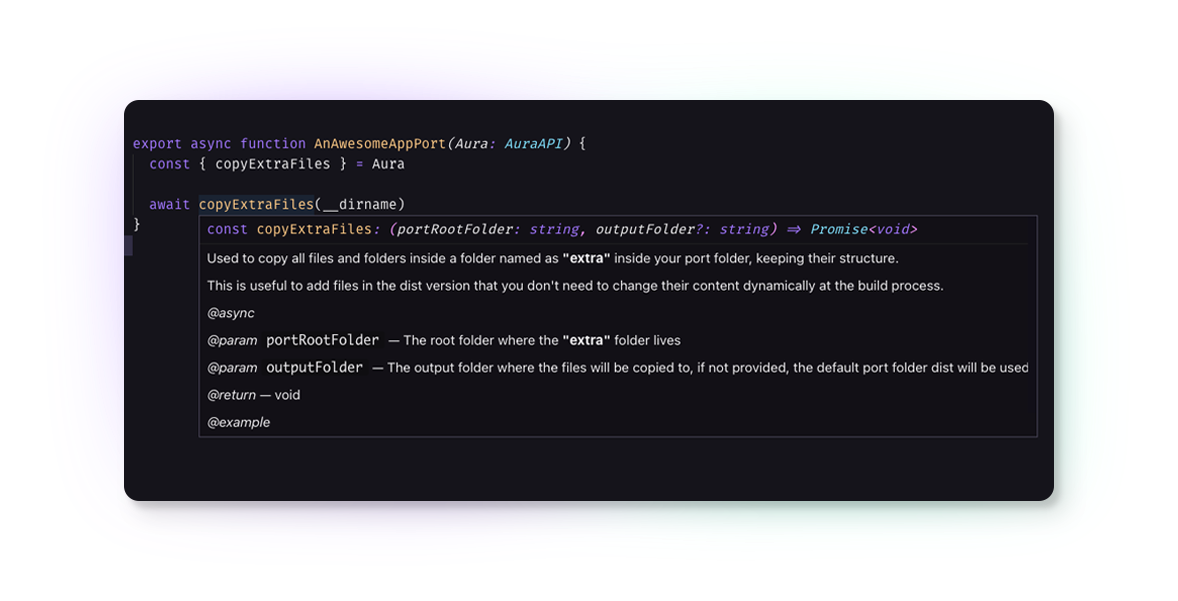 export async function AnAwesomeAppPort(Aura: AuraAPI) {
const { copyExtraFiles } = Aura
await copyExtraFiles(__dirname)
}
const copyExtraFiles: (portRootFolder: string, outputFolder?: string) => Promise<void>
Used to copy all files and folders inside a folder named as "extra" inside your port folder, keeping their structure.
This is useful to add files in the dist version that you don't need to change their content dynamically at the build process.
@async
@param portRootFolder — The root folder where the "extra" folder lives
@param outputFolder — The output folder where the files will be copied to, if not provided, the default port folder dist will be used
@return — void
@example